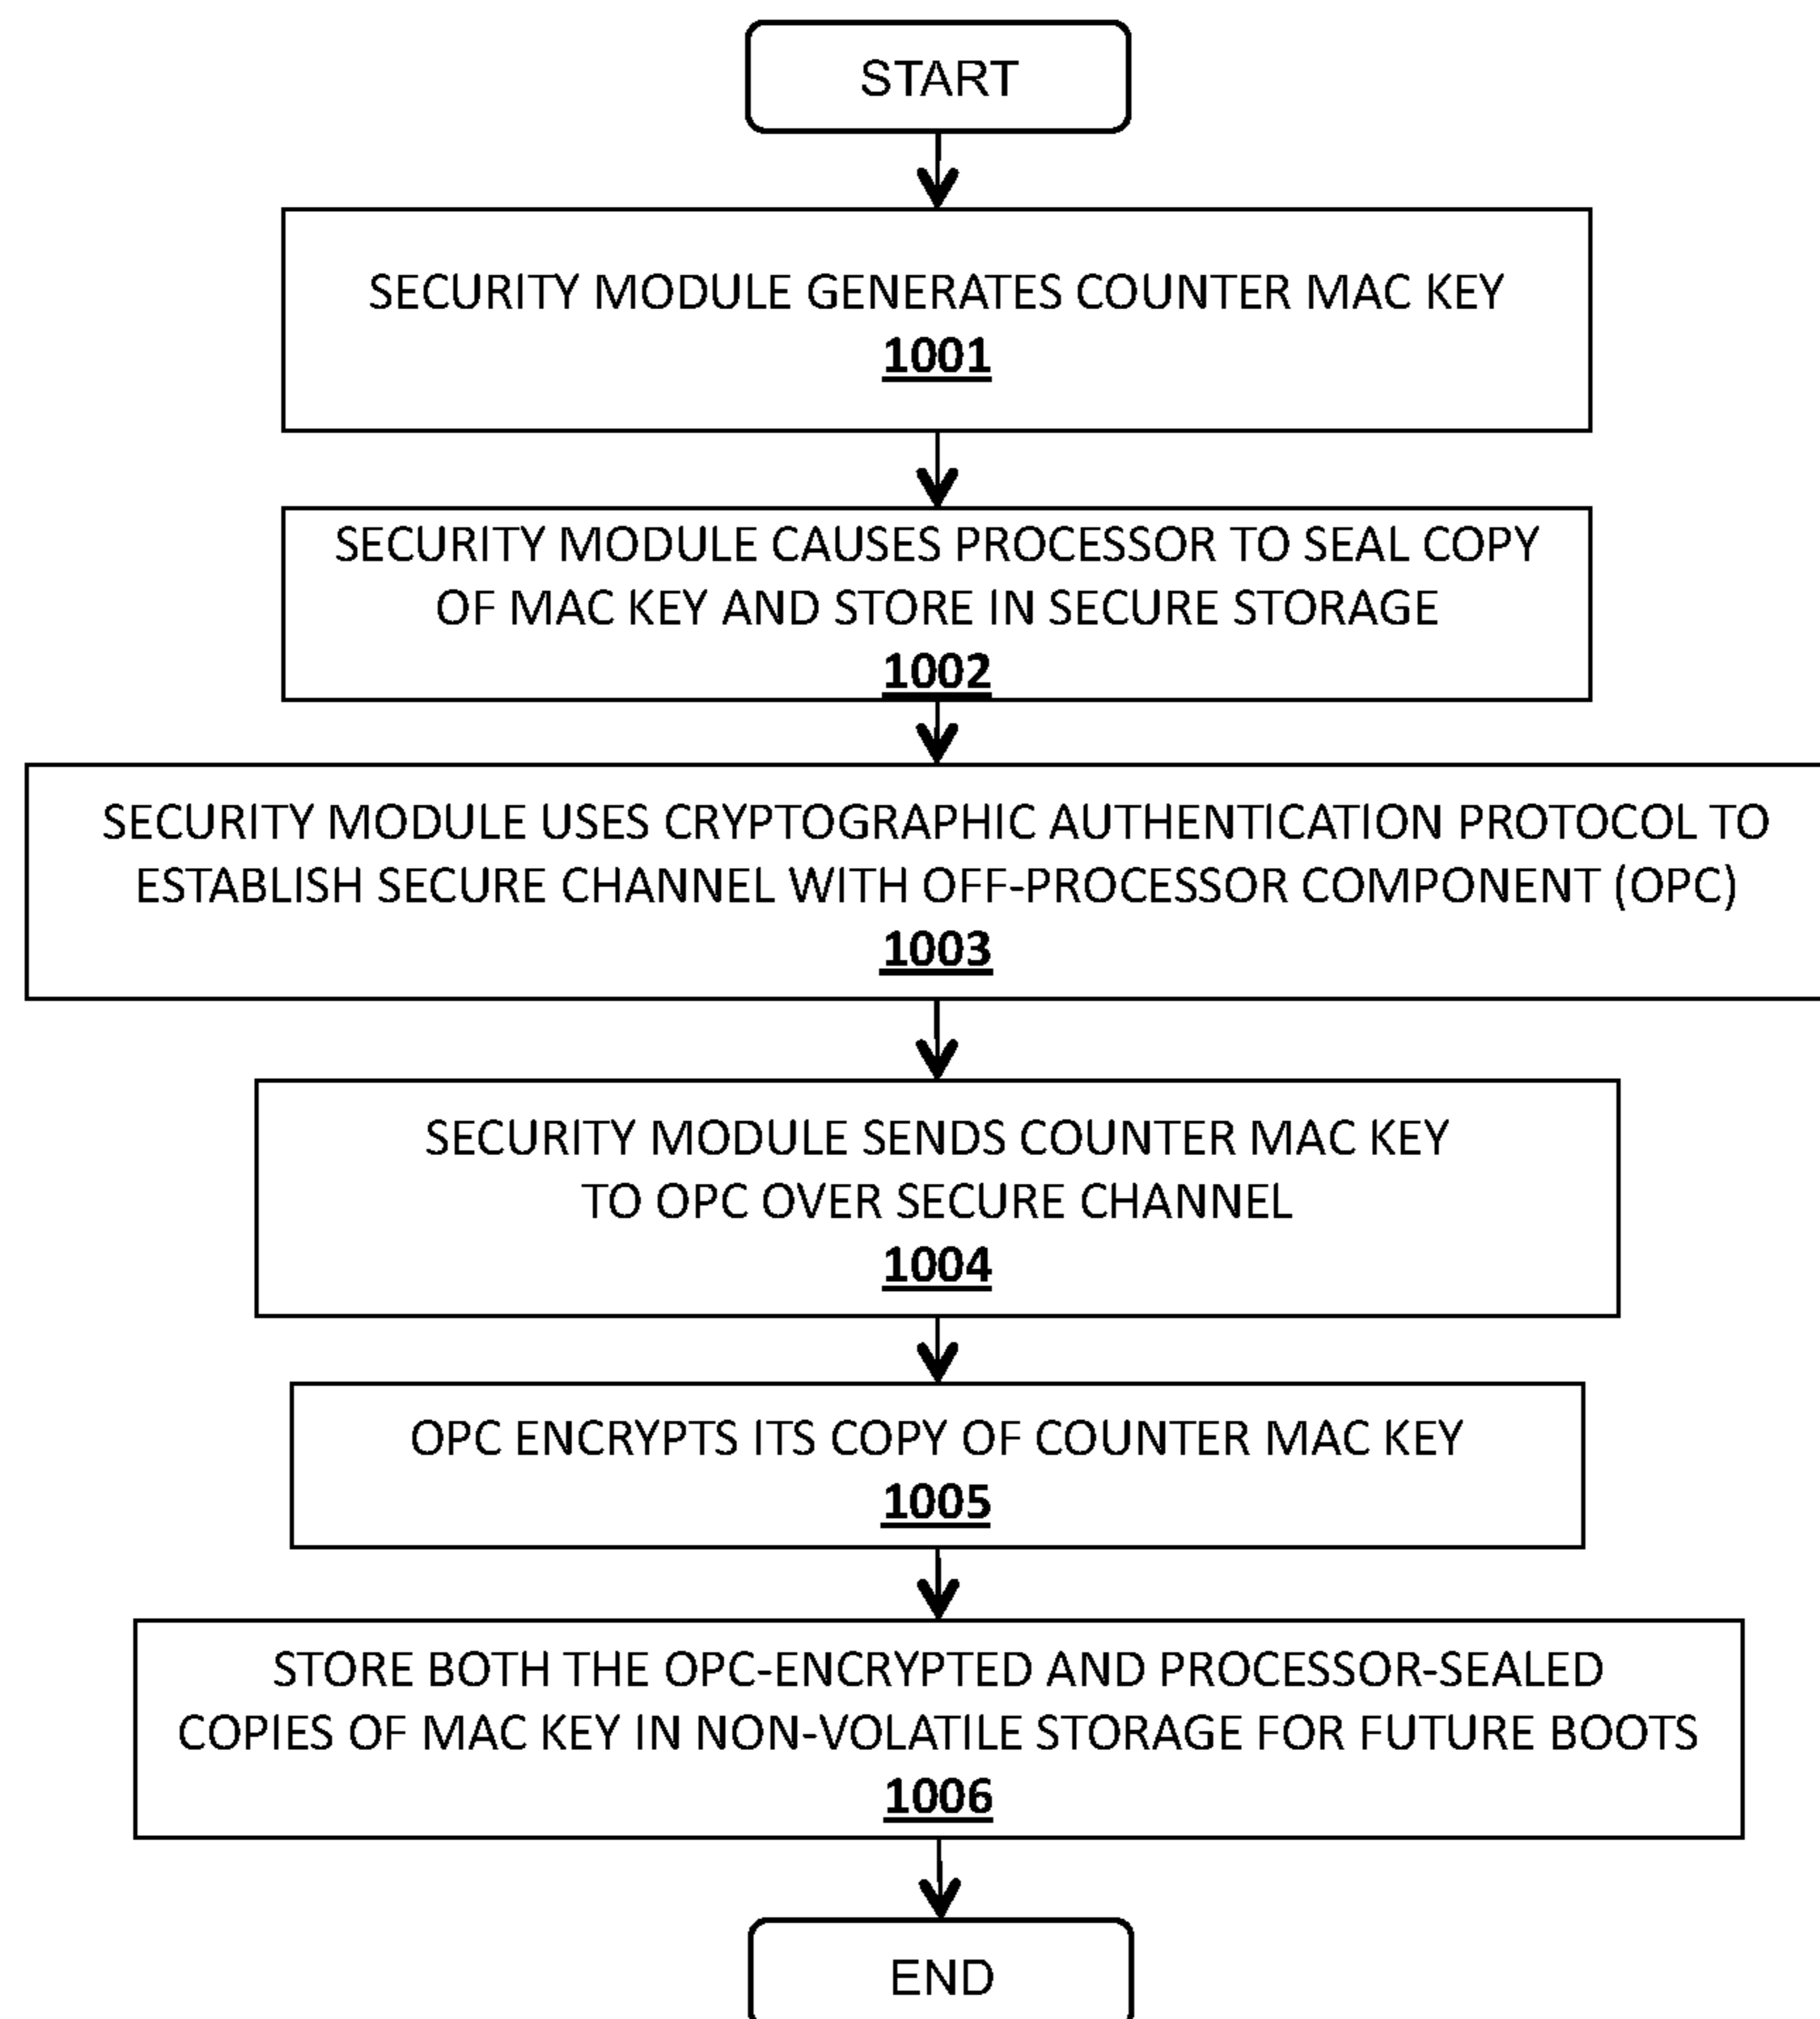 START
SECURITY MODULE GENERATES COUNTER MAC KEY
1001
SECURITY MODULE CAUSES PROCESSOR TO SEAL COPY
OF MAC KEY AND STORE IN SECURE STORAGE
1002
SECURITY MODULE USES CRYPTOGRAPHIC AUTHENTICATION PROTOCOL TO
ESTABLISH SECURE CHANNEL WITH OFF-PROCESSOR COMPONENT (OPC)
1003
SECURITY MODULE SENDS COUNTER MAC KEY
TO OPC OVER SECURE CHANNEL
1004
OPC ENCRYPTS ITS COPY OF COUNTER MAC KEY
1005
STORE BOTH THE OPC-ENCRYPTED AND PROCESSOR-SEALED
COPIES OF MAC KEY IN NON-VOLATILE STORAGE FOR FUTURE BOOTS
1006
END